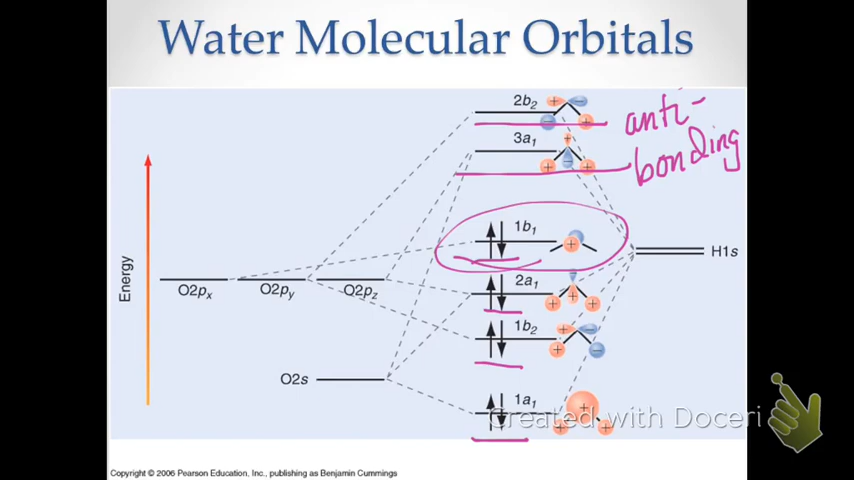 Water Molecular Orbitals
2b2
anti-
bonding
3a1
1b1
H1s
Energy
O2px O2py O2pz
2a1
1b2
O2s
1a1
Created with Doceri
Copyright © 2006 Pearson Education, Inc., publishing as Benjamin Cummings